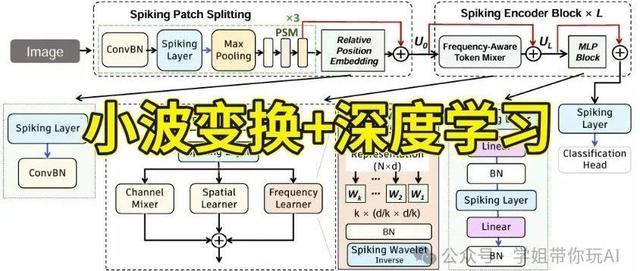 Spiking Patch Splitting
Spiking Encoder Block × L
Image
ConvBN
Spiking
Layer
Max
Pooling
×3
PSM
Relative
Position
Embedding
U₀
Frequency-Aware
Token Mixer
U_L
MLP
Block
小波变换+深度学习
Spiking Layer
ConvBN
Channel
Mixer
Spatial
Learner
Frequency
Learner
Representation
(N×d)
W_k ... W_2 W_1
k × (d/k × d/k)
BN
Spiking Wavelet
Inverse
Linear
BN
Spiking Layer
Linear
BN
Spiking
Layer
Classification
Head
公众号 · 学姐带你玩AI